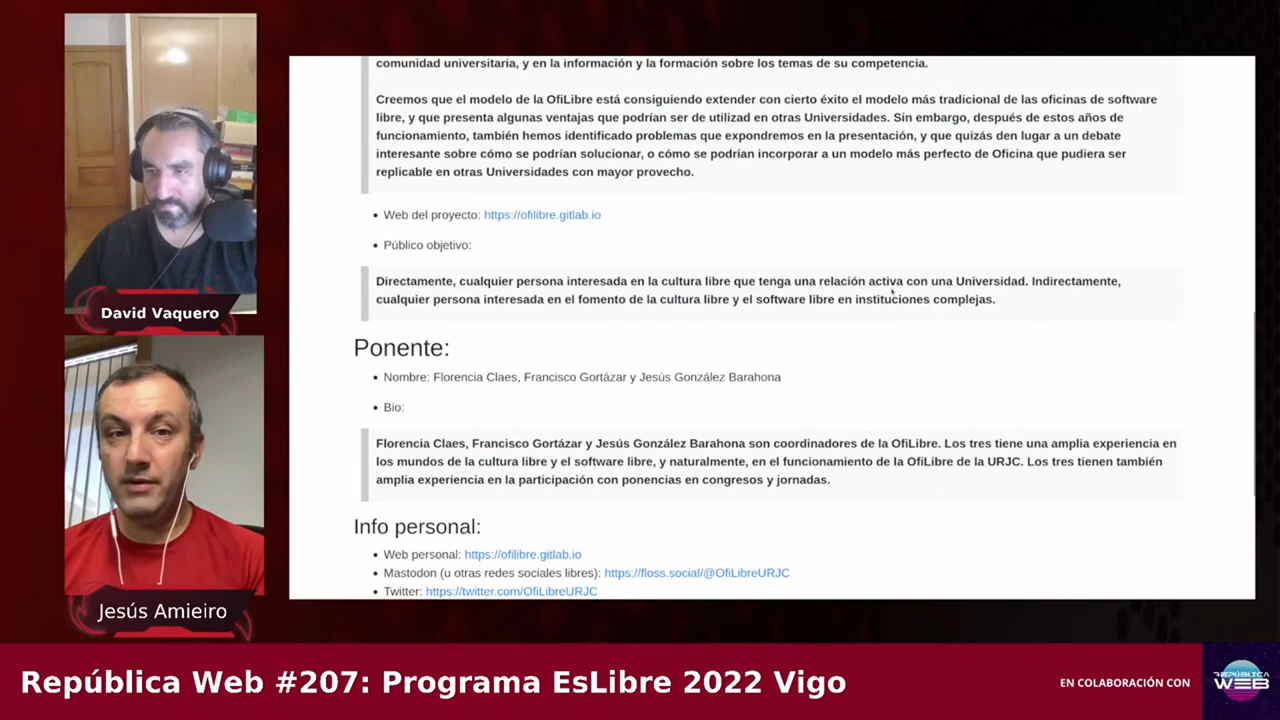 comunidad universitaria, y en la información y la formación sobre los temas de su competencia.
Creemos que el modelo de la OfiLibre está consiguiendo extender con cierto éxito el modelo más tradicional de las oficinas de software
libre, y que presenta algunas ventajas que podrían ser de utilizad en otras Universidades. Sin embargo, después de estos años de
funcionamiento, también hemos identificado problemas que expondremos en la presentación, y que quizás den lugar a un debate
interesante sobre cómo se podrían solucionar, o cómo se podrían incorporar a un modelo más perfecto de Oficina que pudiera ser
replicable en otras Universidades con mayor provecho.
• Web del proyecto: https://ofilibre.gitlab.io
• Público objetivo:
Directamente, cualquier persona interesada en la cultura libre que tenga una relación activa con una Universidad. Indirectamente,
cualquier persona interesada en el fomento de la cultura libre y el software libre en instituciones complejas.
Ponente:
• Nombre: Florencia Claes, Francisco Gortázar y Jesús González Barahona
• Bio:
Florencia Claes, Francisco Gortázar y Jesús González Barahona son coordinadores de la OfiLibre. Los tres tiene una amplia experiencia en
los mundos de la cultura libre y el software libre, y naturalmente, en el funcionamiento de la OfiLibre de la URJC. Los tres tienen también
amplia experiencia en la participación con ponencias en congresos y jornadas.
Info personal:
• Web personal: https://ofilibre.gitlab.io
• Mastodon (u otras redes sociales libres): https://floss.social/@OfiLibreURJC
• Twitter: https://twitter.com/OfiLibreURJC
David Vaquero
Jesús Amieiro
República Web #207: Programa EsLibre 2022 Vigo
EN COLABORACIÓN CON
REPÚBLICA
WEB